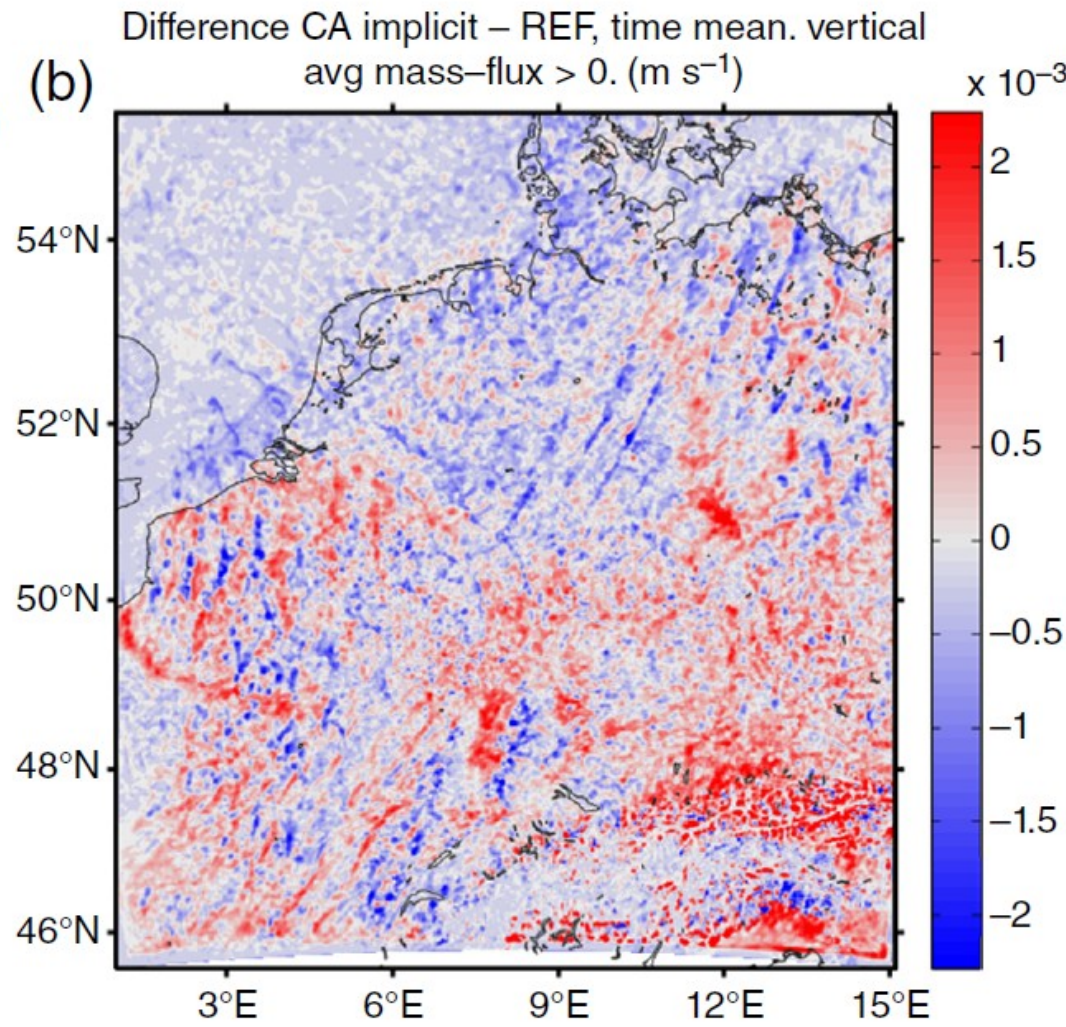 Difference CA implicit – REF, time mean. vertical
avg mass–flux > 0. (m s⁻¹)
(b)
x 10⁻³
54°N
52°N
50°N
48°N
46°N
3°E 6°E 9°E 12°E 15°E
2
1.5
1
0.5
0
–0.5
–1
–1.5
–2